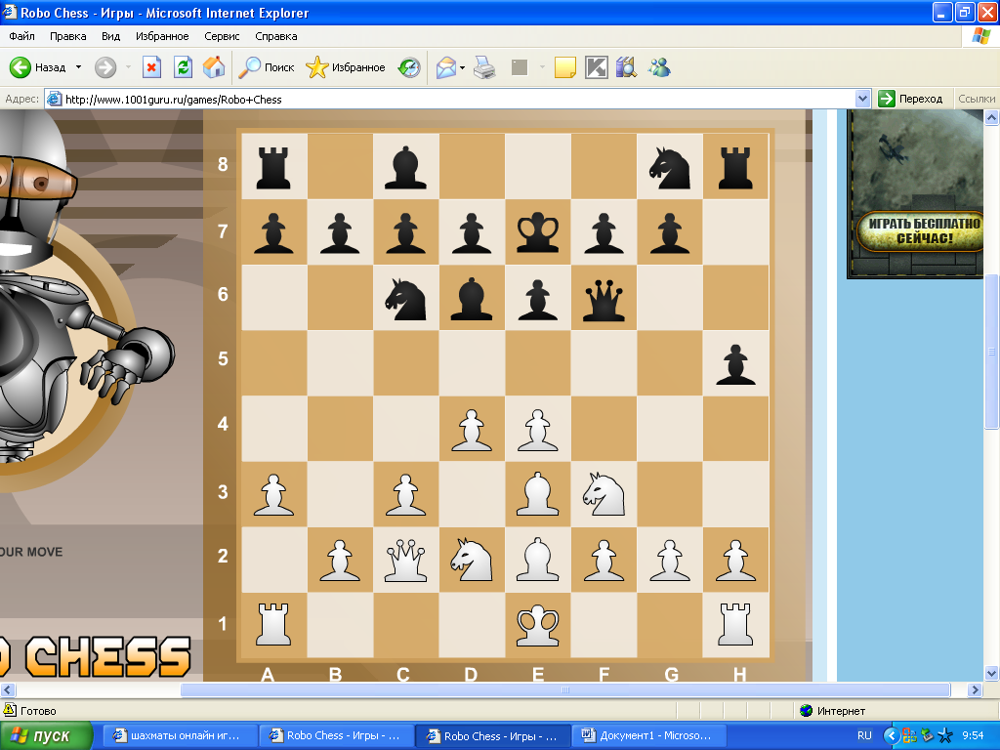 Robo Chess - Игры - Microsoft Internet Explorer
Файл Правка Вид Избранное Сервис Справка
Назад Поиск Избранное
Адрес: http://www.1001guru.ru/games/Robo+Chess Переход Ссылки
8
7
6
5
4
3
2
1
A B C D E F G H
ИГРАТЬ БЕСПЛАТНО
СЕЙЧАС!
OUR MOVE
O CHESS
Готово Интернет
пуск шахматы онлайн иг... Robo Chess - Игры - ... Robo Chess - Игры - ... Документ1 - Microso... RU 9:54